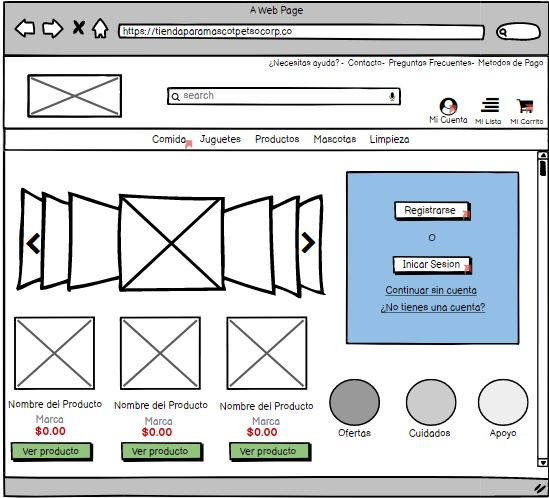 A Web Page
https://tiendaparamascotpetsocorp.co
¿Necesitas ayuda? - Contacto- Preguntas Frecuentes- Metodos de Pago
search
Mi Cuenta Mi Lista Mi Carrito
Comida Juguetes Productos Mascotas Limpieza
Registrarse
O
Inicar Sesion
Continuar sin cuenta
¿No tienes una cuenta?
Nombre del Producto Nombre del Producto Nombre del Producto
Marca Marca Marca
$0.00 $0.00 $0.00
Ver producto Ver producto Ver producto
Ofertas Cuidados Apoyo